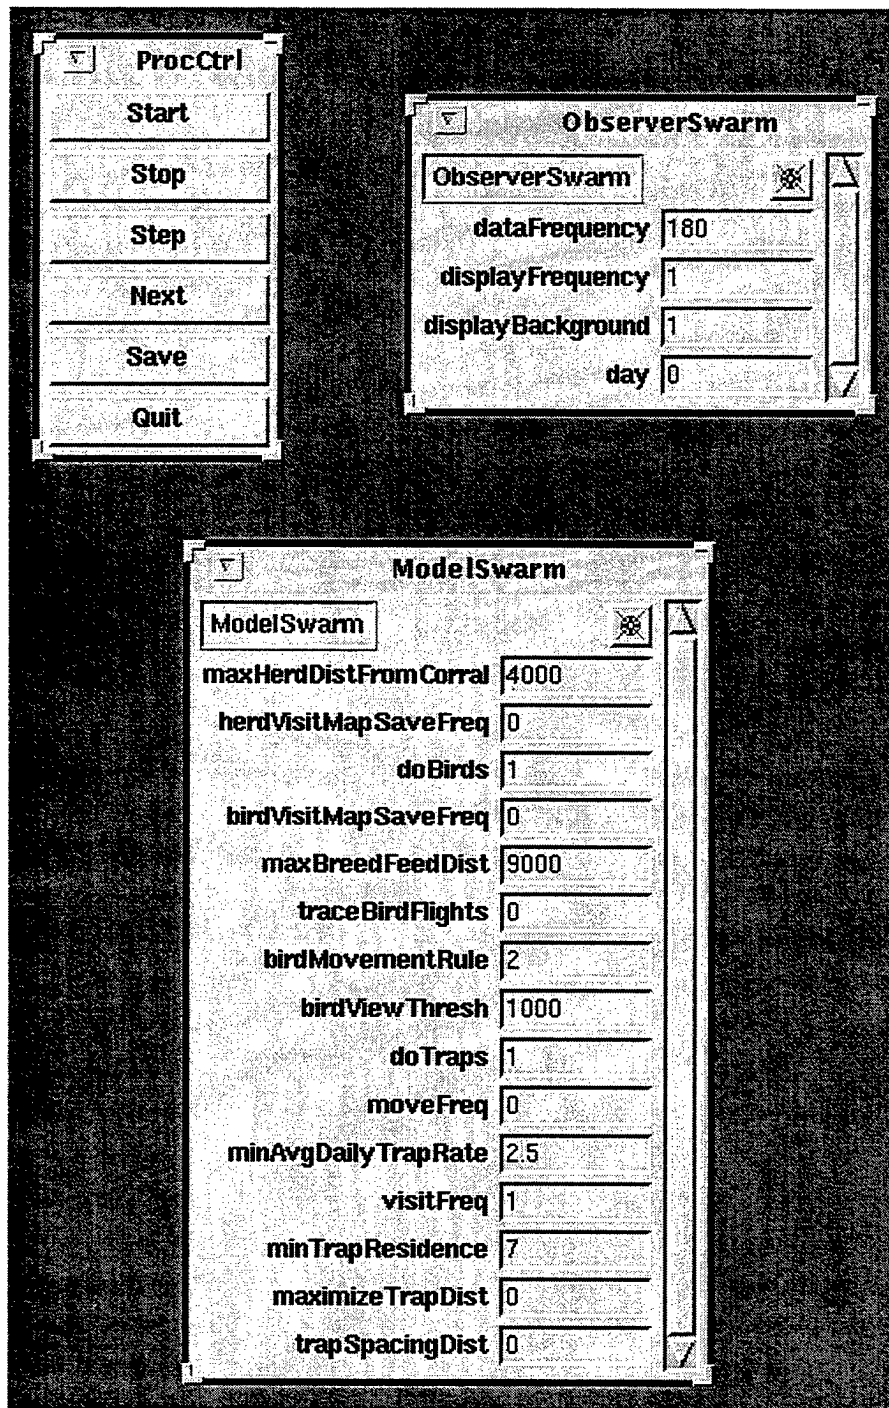 ProcCtrl
Start
Stop
Step
Next
Save
Quit
ObserverSwarm
ObserverSwarm
dataFrequency 180
displayFrequency 1
displayBackground 1
day 0
ModelSwarm
ModelSwarm
maxHerdDistFromCorral 4000
herdVisitMapSaveFreq 0
doBirds 1
birdVisitMapSaveFreq 0
maxBreedFeedDist 9000
traceBirdFlights 0
birdMovementRule 2
birdViewThresh 1000
doTraps 1
moveFreq 0
minAvgDailyTrapRate 2.5
visitFreq 1
minTrapResidence 7
maximizeTrapDist 0
trapSpacingDist 0